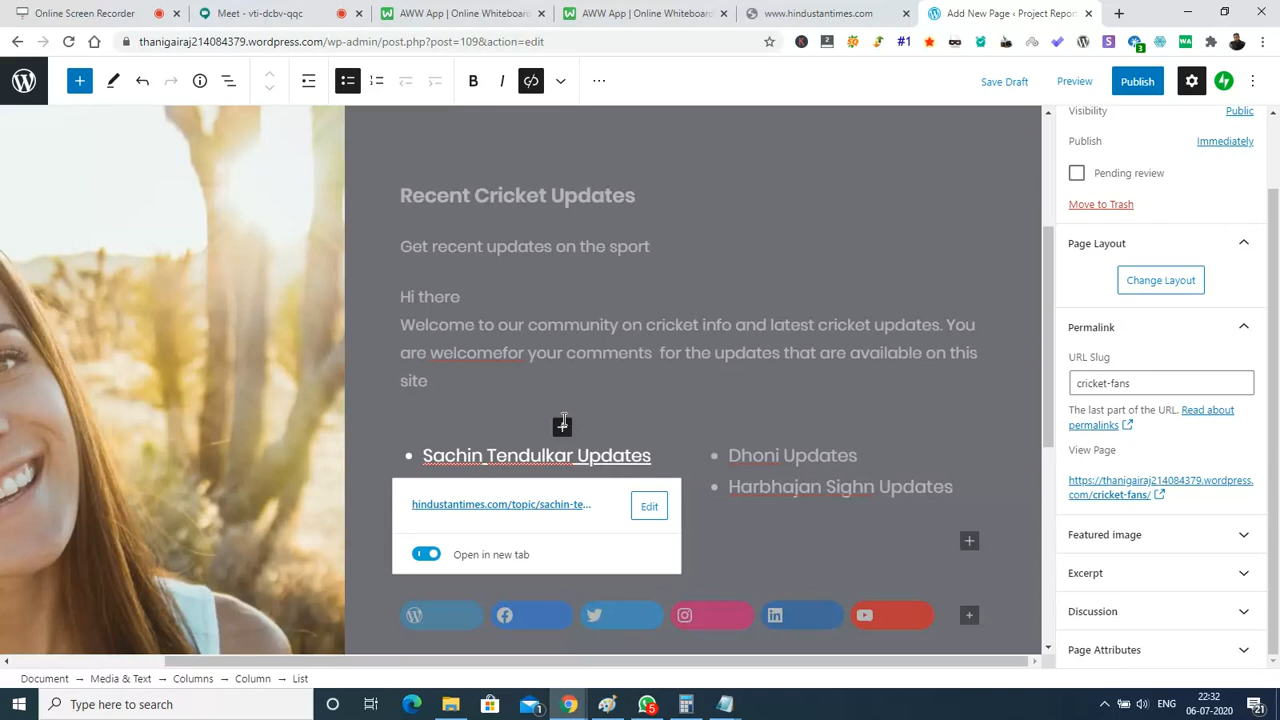 Online Screen Recorder
Meet - vti-dcbv-qqc
AWW App | Online Whiteboard
AWW App | Online Whiteboard
www.hindustantimes.com
Add New Page ‹ Project Report
thanigairaj214084379.wordpress.com/wp-admin/post.php?post=109&action=edit
B I
Save Draft
Preview
Publish
Visibility
Public
Publish
Immediately
Pending review
Move to Trash
Page Layout
Change Layout
Permalink
URL Slug
cricket-fans
The last part of the URL. Read about
permalinks
View Page
https://thanigairaj214084379.wordpress.
com/cricket-fans/
Featured image
Excerpt
Discussion
Page Attributes
Recent Cricket Updates
Get recent updates on the sport
Hi there
Welcome to our community on cricket info and latest cricket updates. You
are welcomefor your comments  for the updates that are available on this
site
Sachin Tendulkar Updates
hindustantimes.com/topic/sachin-te...
Edit
Open in new tab
Dhoni Updates
Harbhajan Sighn Updates
Document → Media & Text → Columns → Column → List
Type here to search
ENG
22:32
06-07-2020